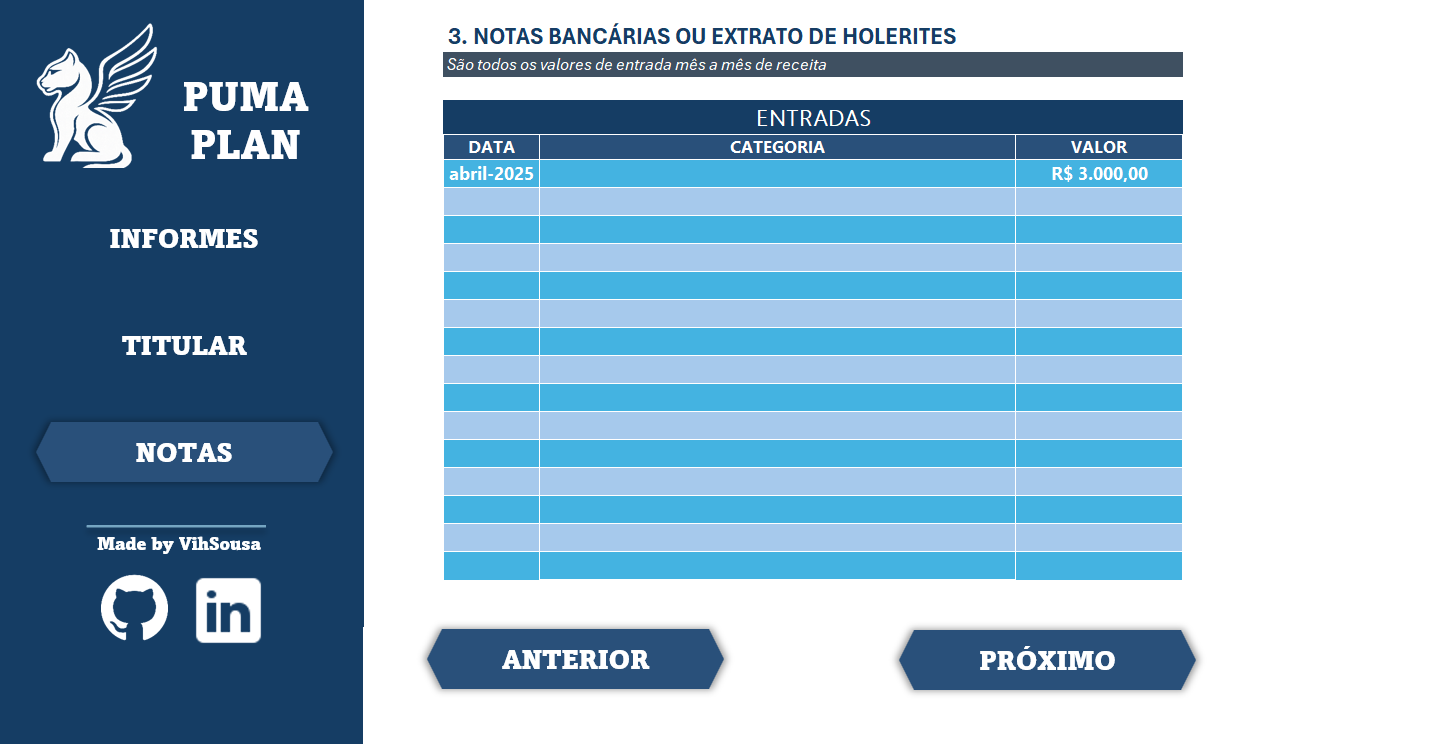 PUMA
PLAN
INFORMES
TITULAR
NOTAS
Made by VihSousa
in
3. NOTAS BANCÁRIAS OU EXTRATO DE HOLERITES
São todos os valores de entrada mês a mês de receita
ENTRADAS
DATA CATEGORIA VALOR
abril-2025 R$ 3.000,00
ANTERIOR PRÓXIMO